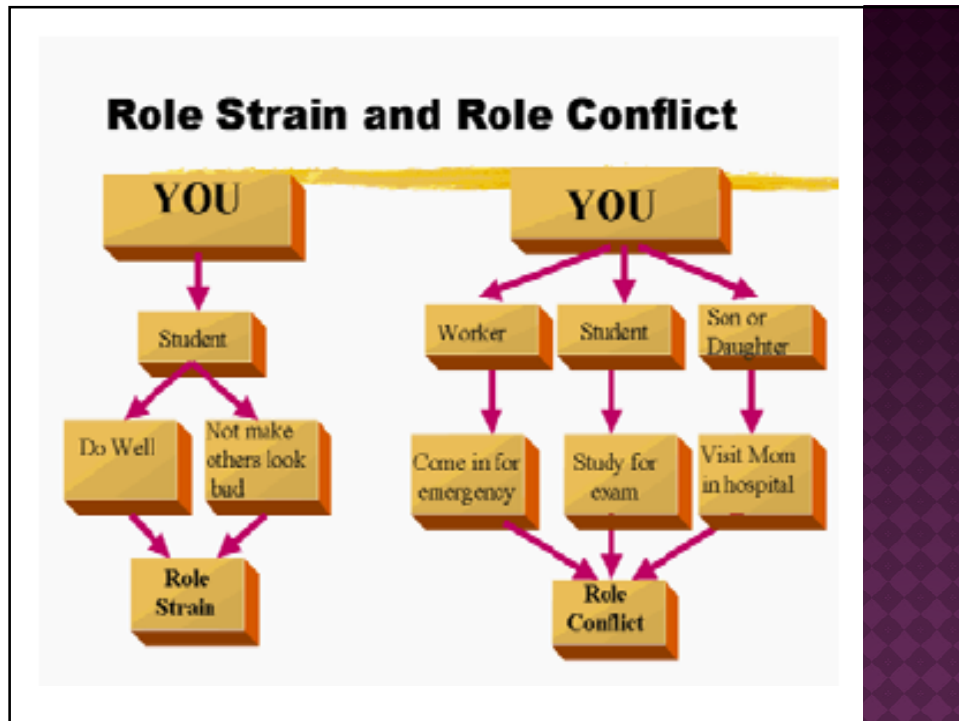 Role Strain and Role Conflict
YOU
Student
Do Well
Not make
others look
bad
Role
Strain
YOU
Worker
Student
Son or
Daughter
Come in for
emergency
Study for
exam
Visit Mom
in hospital
Role
Conflict